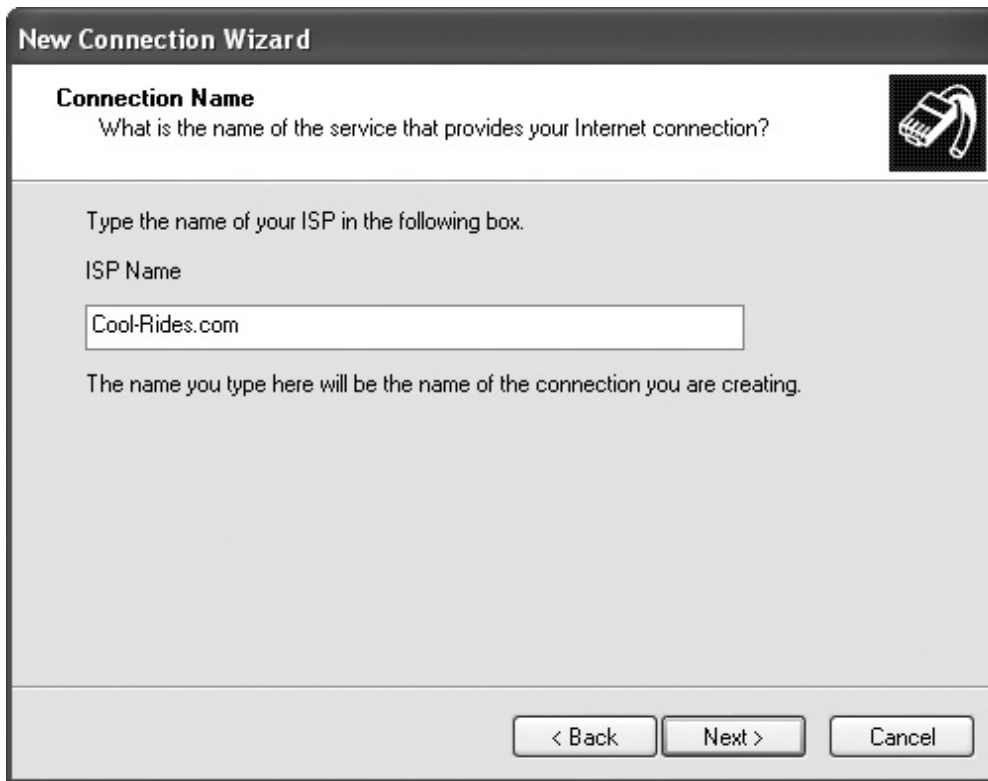 New Connection Wizard
Connection Name
What is the name of the service that provides your Internet connection?
Type the name of your ISP in the following box.
ISP Name
Cool-Rides.com
The name you type here will be the name of the connection you are creating.
< Back Next > Cancel